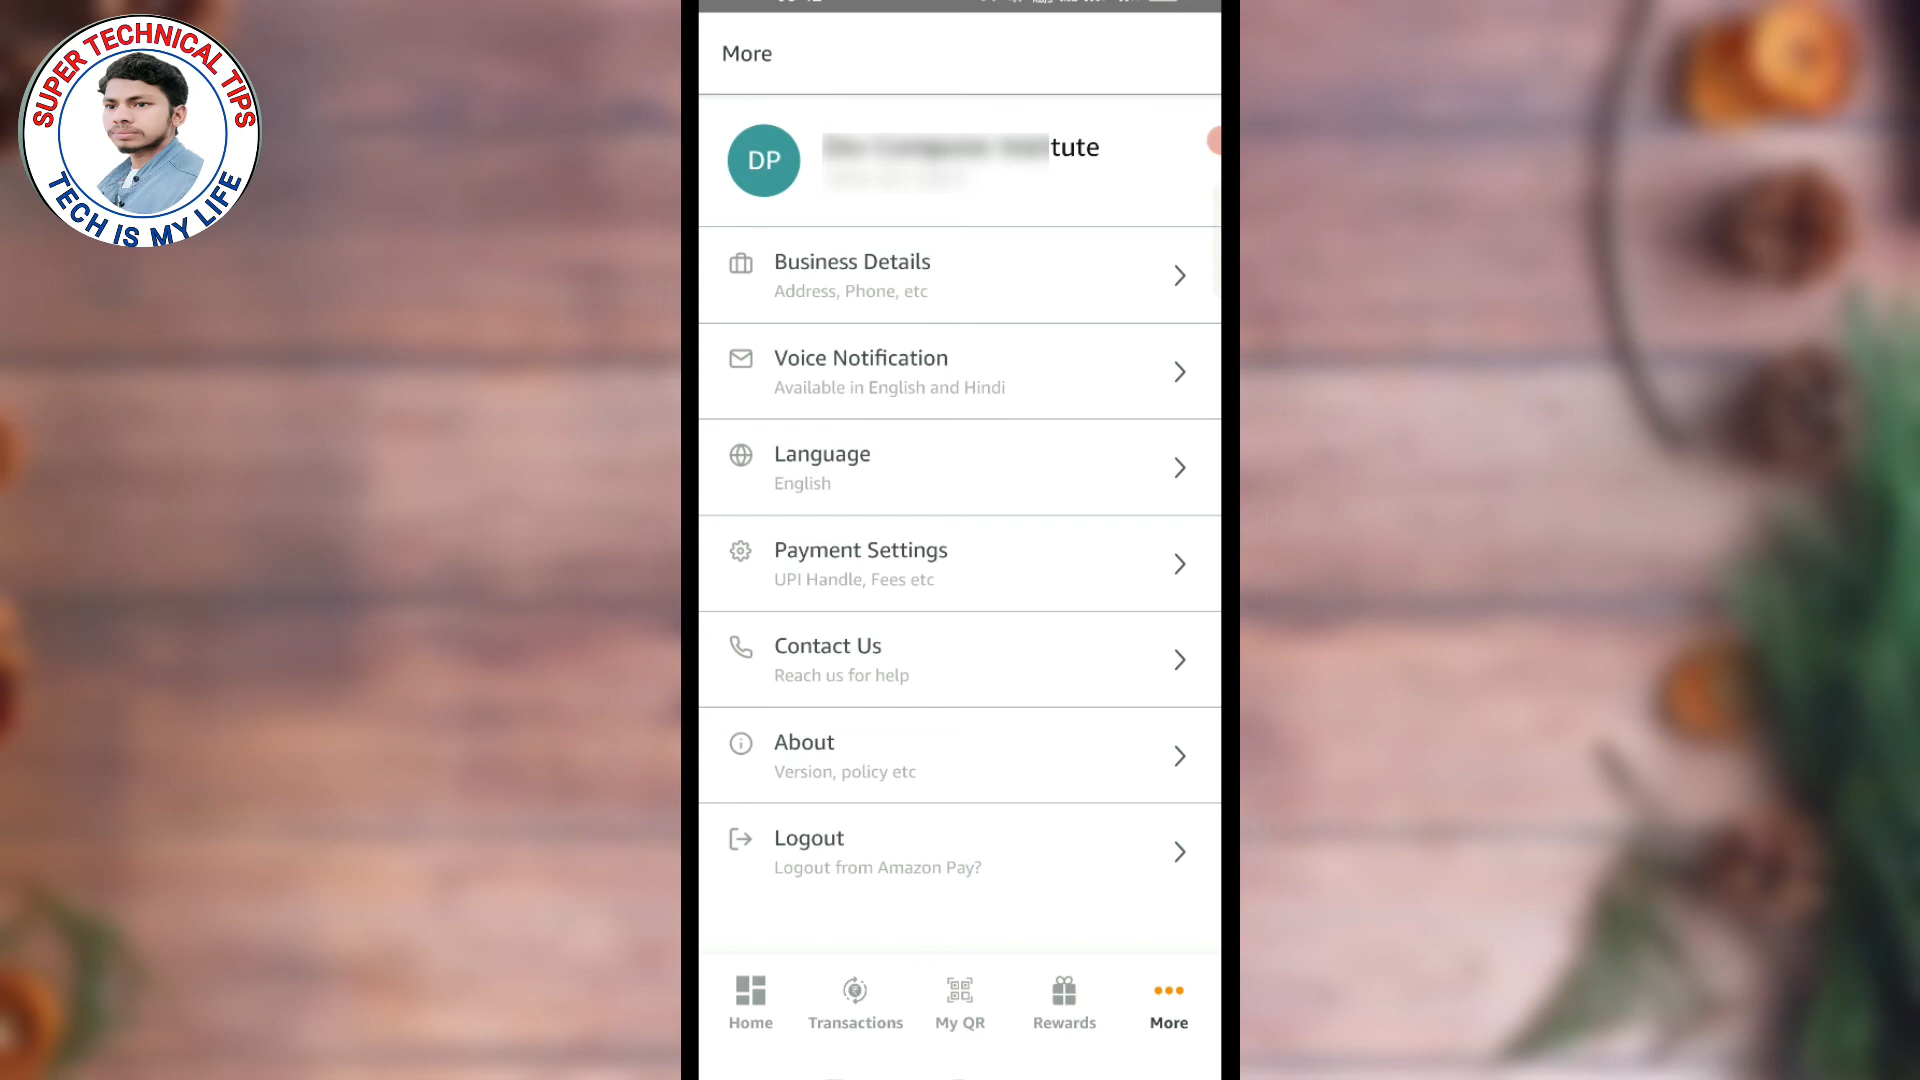 SUPER TECHNICAL TIPS
TECH IS MY LIFE
More
DP
tute
Business Details
Address, Phone, etc
Voice Notification
Available in English and Hindi
Language
English
Payment Settings
UPI Handle, Fees etc
Contact Us
Reach us for help
About
Version, policy etc
Logout
Logout from Amazon Pay?
Home
Transactions
My QR
Rewards
More